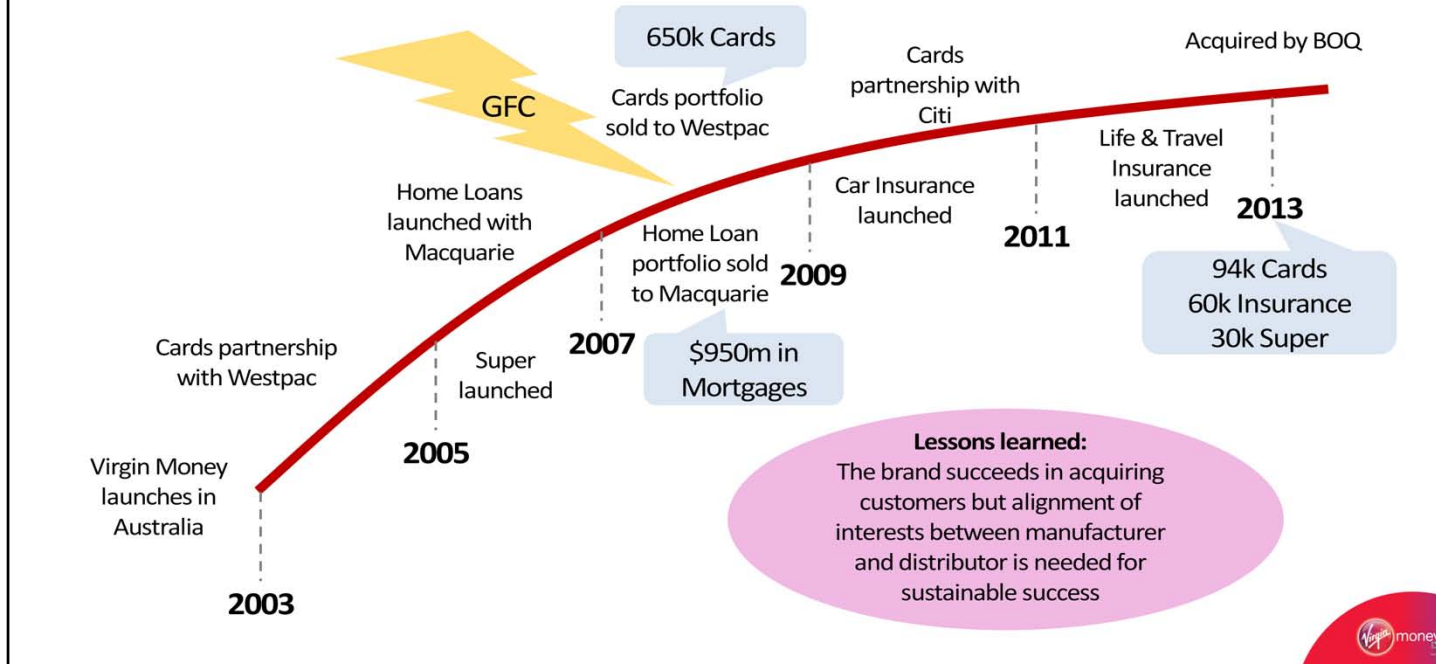 Virgin Money
launches in
Australia
2003
Cards partnership
with Westpac
2005
Super
launched
Home Loans
launched with
Macquarie
2007
GFC
Home Loan
portfolio sold
to Macquarie
$950m in
Mortgages
650k Cards
Cards portfolio
sold to Westpac
2009
Car Insurance
launched
Cards
partnership with
Citi
2011
Life & Travel
Insurance
launched
Acquired by BOQ
2013
94k Cards
60k Insurance
30k Super
Lessons learned:
The brand succeeds in acquiring
customers but alignment of
interests between manufacturer
and distributor is needed for
sustainable success
Virgin money